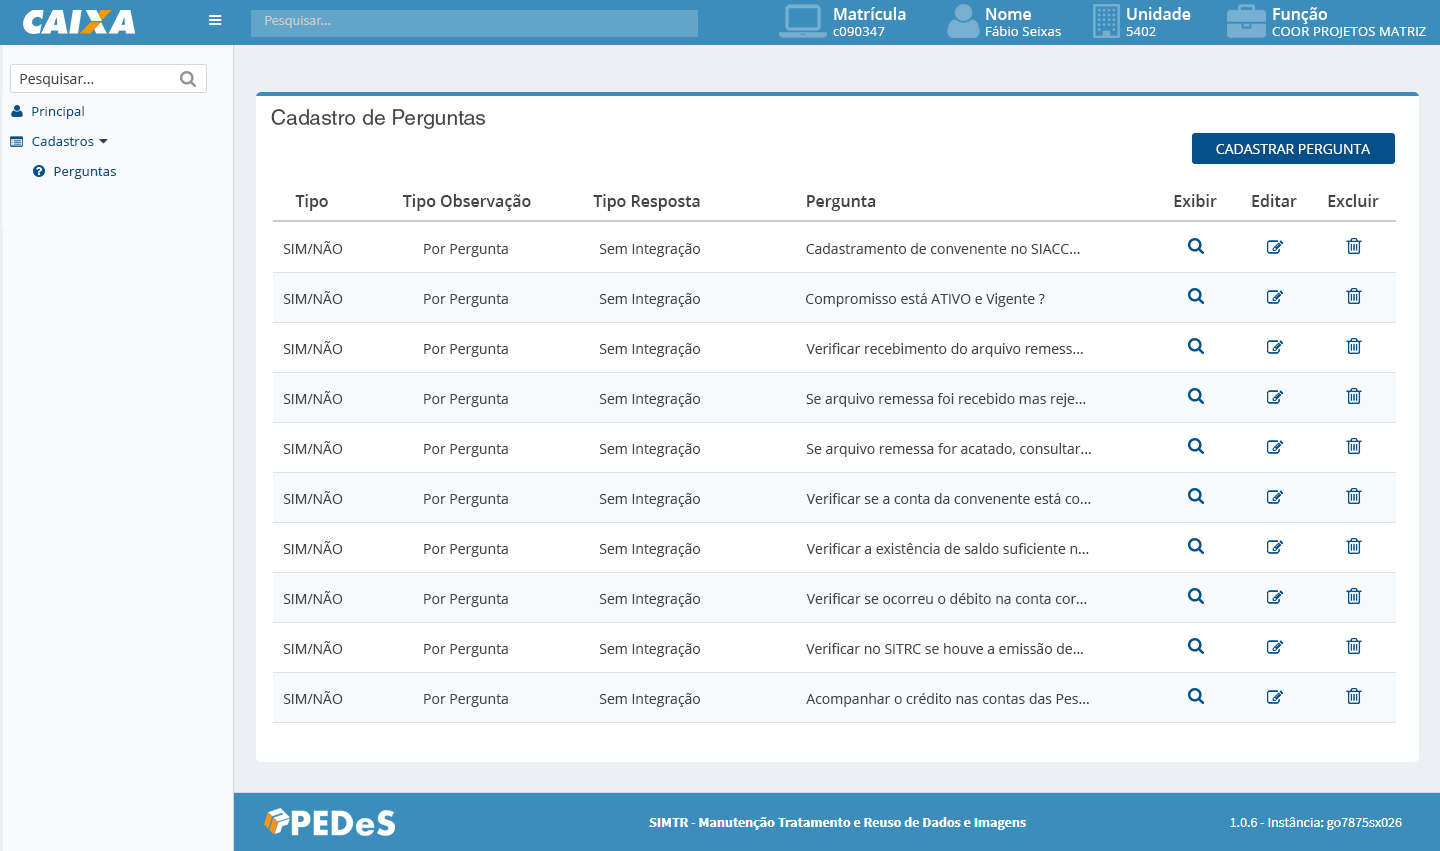 CAIXA
Pesquisar...
Matrícula
c090347
Nome
Fábio Seixas
Unidade
5402
Função
COOR PROJETOS MATRIZ
Pesquisar...
Principal
Cadastros
Perguntas
Cadastro de Perguntas
CADASTRAR PERGUNTA
Tipo Tipo Observação Tipo Resposta Pergunta Exibir Editar Excluir
SIM/NÃO Por Pergunta Sem Integração Cadastramento de convenente no SIACC...
SIM/NÃO Por Pergunta Sem Integração Compromisso está ATIVO e Vigente ?
SIM/NÃO Por Pergunta Sem Integração Verificar recebimento do arquivo remess...
SIM/NÃO Por Pergunta Sem Integração Se arquivo remessa foi recebido mas reje...
SIM/NÃO Por Pergunta Sem Integração Se arquivo remessa for acatado, consultar...
SIM/NÃO Por Pergunta Sem Integração Verificar se a conta da convenente está co...
SIM/NÃO Por Pergunta Sem Integração Verificar a existência de saldo suficiente n...
SIM/NÃO Por Pergunta Sem Integração Verificar se ocorreu o débito na conta cor...
SIM/NÃO Por Pergunta Sem Integração Verificar no SITRC se houve a emissão de...
SIM/NÃO Por Pergunta Sem Integração Acompanhar o crédito nas contas das Pes...
PEDeS
SIMTR - Manutenção Tratamento e Reuso de Dados e Imagens
1.0.6 - Instância: go7875sx026